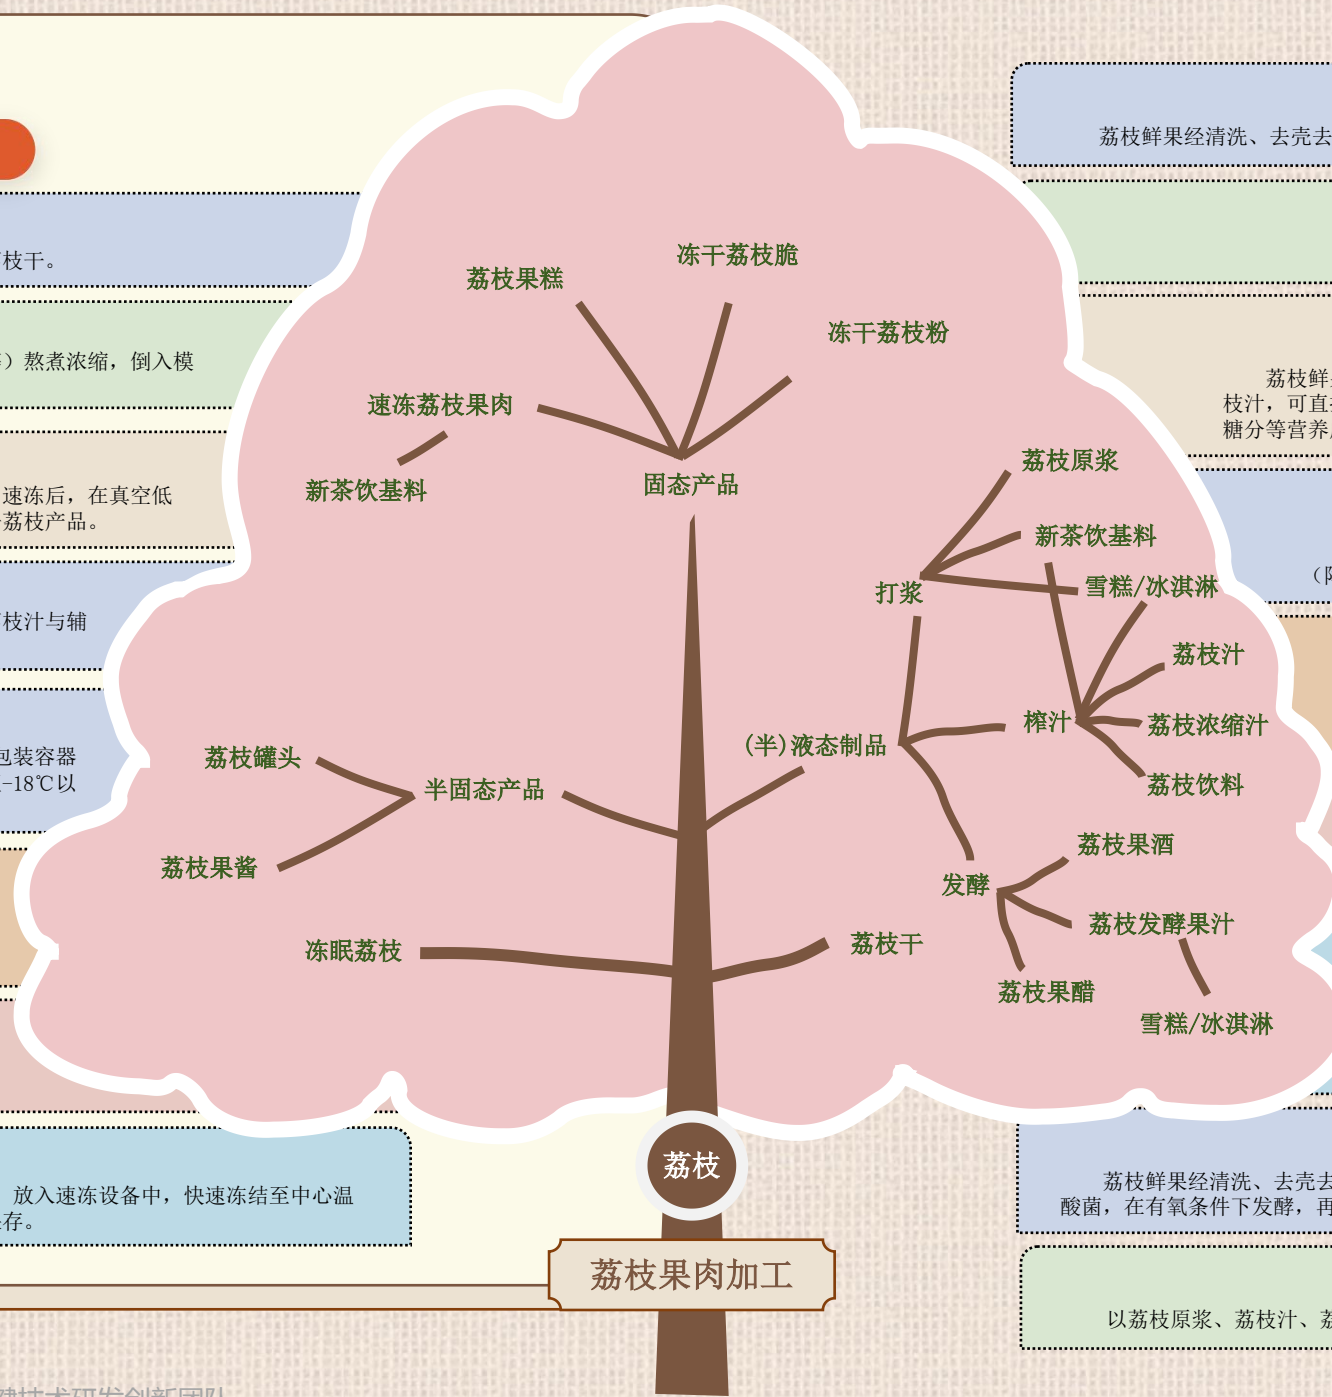 荔枝鲜果经清洗、去壳去
枝干。
）熬煮浓缩，倒入模
速冻后，在真空低
荔枝产品。
枝汁与辅
包装容器
-18℃以
放入速冻设备中，快速冻结至中心温
存。
冻干荔枝脆
荔枝果糕
冻干荔枝粉
速冻荔枝果肉
新茶饮基料
固态产品
荔枝原浆
新茶饮基料
雪糕/冰淇淋
打浆
荔枝汁
榨汁
荔枝浓缩汁
荔枝饮料
(半)液态制品
荔枝罐头
半固态产品
荔枝果酱
荔枝果酒
发酵
荔枝发酵果汁
荔枝果醋
雪糕/冰淇淋
冻眠荔枝
荔枝干
荔枝
荔枝果肉加工
荔枝鲜
枝汁，可直
糖分等营养
（
荔枝鲜果经清洗、去壳去
酸菌，在有氧条件下发酵，再
以荔枝原浆、荔枝汁、荔
键技术研发创新团队